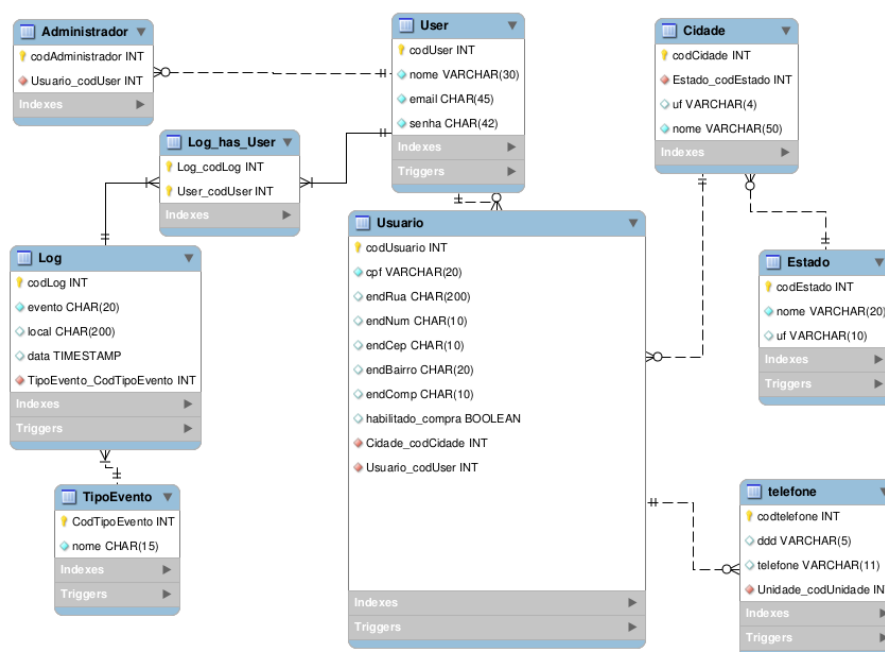 Administrador
codAdministrador INT
Usuario_codUser INT
Indexes
User
codUser INT
nome VARCHAR(30)
email CHAR(45)
senha CHAR(42)
Indexes
Triggers
Cidade
codCidade INT
Estado_codEstado INT
uf VARCHAR(4)
nome VARCHAR(50)
Indexes
Log_has_User
Log_codLog INT
User_codUser INT
Indexes
Log
codLog INT
evento CHAR(20)
local CHAR(200)
data TIMESTAMP
TipoEvento_CodTipoEvento INT
Indexes
Triggers
Usuario
codUsuario INT
cpf VARCHAR(20)
endRua CHAR(200)
endNum CHAR(10)
endCep CHAR(10)
endBairro CHAR(20)
endComp CHAR(10)
habilitado_compra BOOLEAN
Cidade_codCidade INT
Usuario_codUser INT
Indexes
Triggers
Estado
codEstado INT
nome VARCHAR(20)
uf VARCHAR(10)
Indexes
Triggers
TipoEvento
CodTipoEvento INT
nome CHAR(15)
Indexes
Triggers
telefone
codtelefone INT
ddd VARCHAR(5)
telefone VARCHAR(11)
Unidade_codUnidade IN
Indexes
Triggers